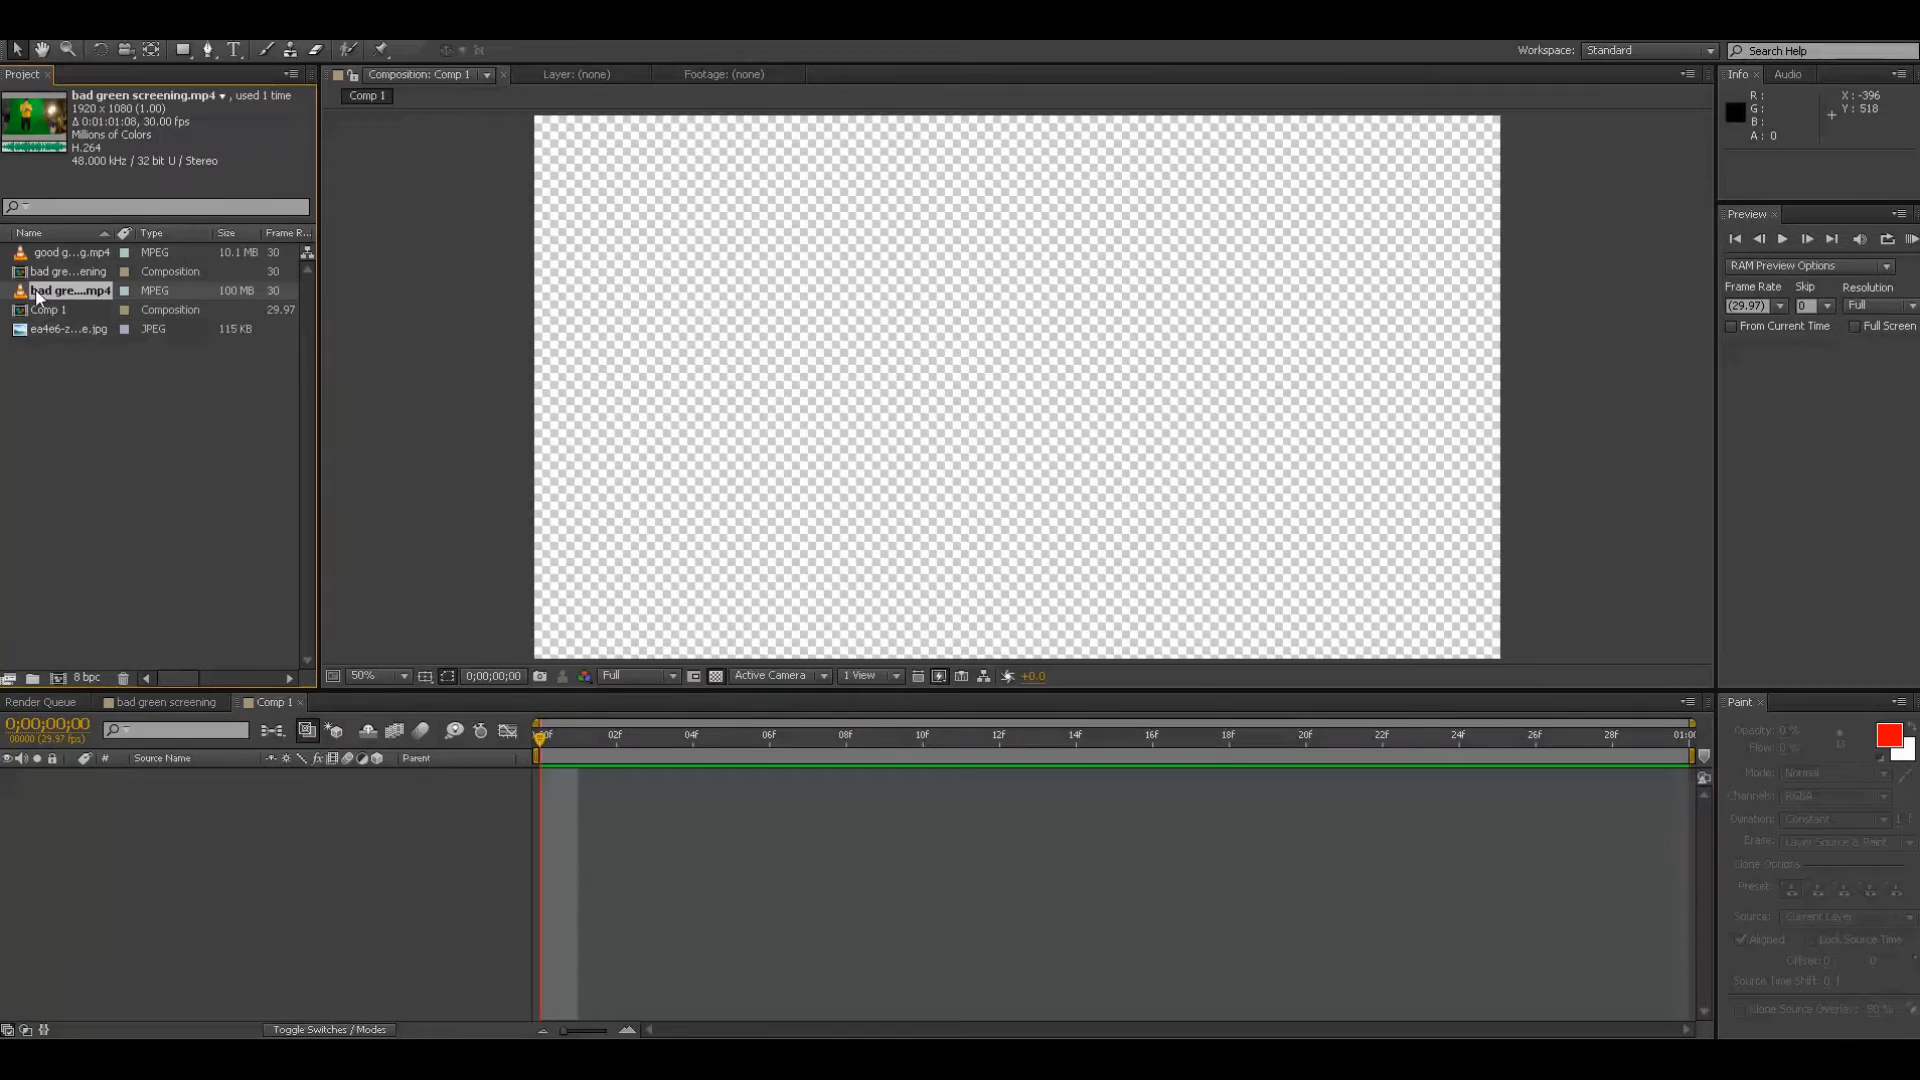 Workspace: Standard Search Help
Project
Composition: Comp 1
Layer: (none)
Footage: (none)
Info Audio
Comp 1
bad green screening.mp4 , used 1 time
1920 x 1080 (1.00)
Δ 0:01:01:08, 30.00 fps
Millions of Colors
H.264
48.000 kHz / 32 bit U / Stereo
R :
G :
B :
A : 0
X : -396
Y : 518
Preview
RAM Preview Options
Frame Rate Skip Resolution
(29.97) 0 Full
From Current Time Full Screen
Name Type Size Frame R...
good g...g.mp4 MPEG 10.1 MB 30
bad gre...ening Composition 30
bad gre....mp4 MPEG 100 MB 30
Comp 1 Composition 29.97
ea4e6-z...e.jpg JPEG 115 KB
8 bpc
50% 0;00;00;00 Full Active Camera 1 View +0.0
Render Queue bad green screening Comp 1
0;00;00;00
00000 (29.97 fps)
02F 04F 06F 08F 10F 12F 14F 16F 18F 20F 22F 24F 26F 28F 01:00
# Source Name Parent
Toggle Switches / Modes
Paint
Opacity: 0 %
Flow: 0 %
Mode: Normal
Channels: RGBA
Duration: Constant
Erase: Layer Source & Paint
Clone Options
Preset:
Source: Current Layer
Aligned Lock Source Time
Offset: 0 0
Source Time Shift: 0
Clone Source Overlay: 50 %